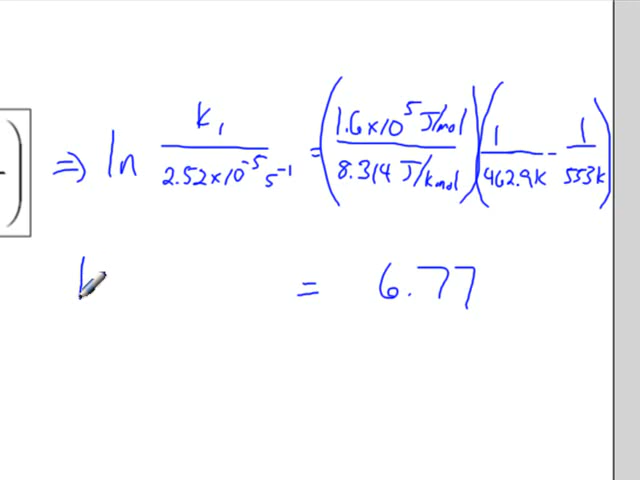 ⇒ ln k₁ / 2.52×10⁻⁵ s⁻¹ = (1.6×10⁵ J/mol / 8.314 J/kmol) (1/462.9K - 1/553K)
= 6.77